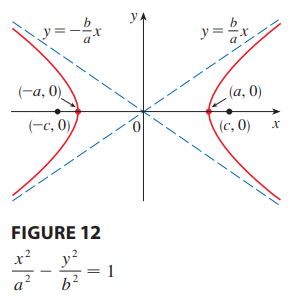 y
y = -b/a x
y = b/a x
(-a, 0)
(a, 0)
(-c, 0)
0
(c, 0)
x
FIGURE 12
x²/a² - y²/b² = 1